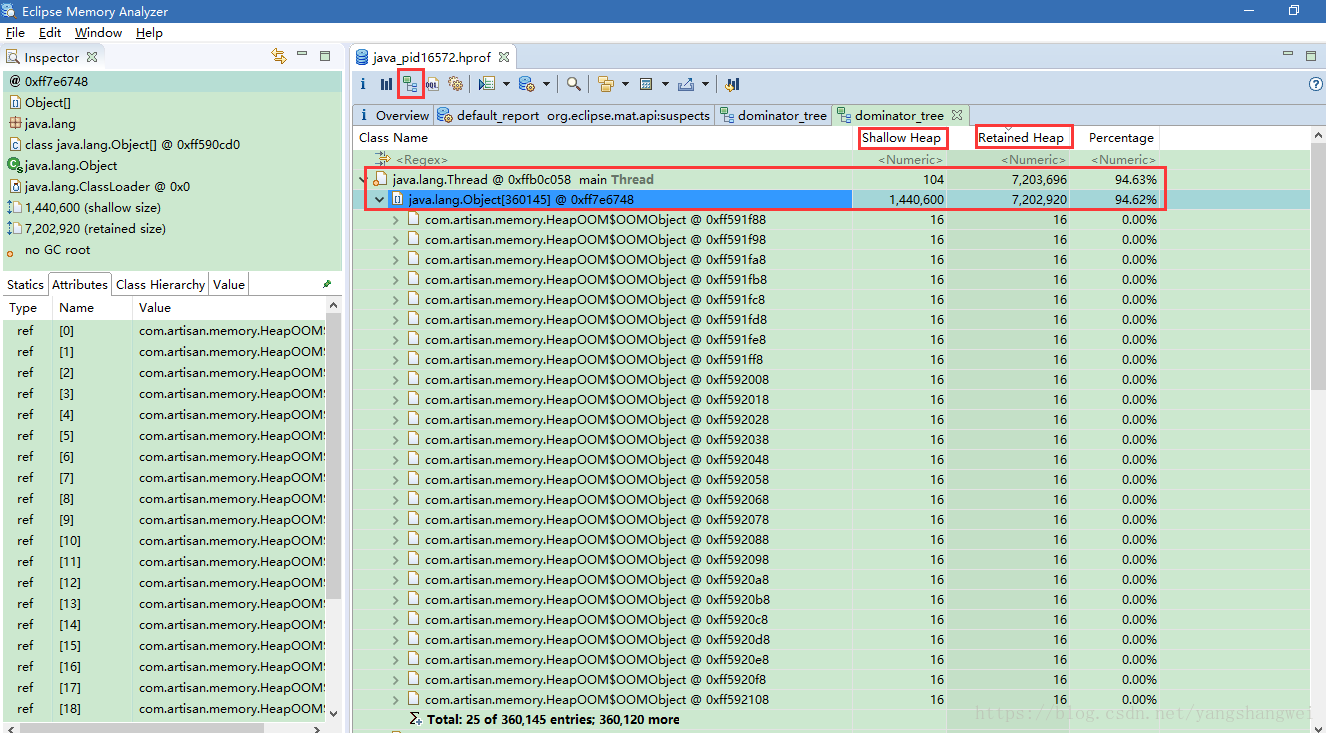 Eclipse Memory Analyzer
File Edit Window Help
Inspector
@ 0xff7e6748
Object[]
java.lang
class java.lang.Object[] @ 0xff590cd0
java.lang.Object
java.lang.ClassLoader @ 0x0
1,440,600 (shallow size)
7,202,920 (retained size)
no GC root
Statics Attributes Class Hierarchy Value
Type Name Value
ref [0] com.artisan.memory.HeapOOM$
ref [1] com.artisan.memory.HeapOOM$
ref [2] com.artisan.memory.HeapOOM$
ref [3] com.artisan.memory.HeapOOM$
ref [4] com.artisan.memory.HeapOOM$
ref [5] com.artisan.memory.HeapOOM$
ref [6] com.artisan.memory.HeapOOM$
ref [7] com.artisan.memory.HeapOOM$
ref [8] com.artisan.memory.HeapOOM$
ref [9] com.artisan.memory.HeapOOM$
ref [10] com.artisan.memory.HeapOOM$
ref [11] com.artisan.memory.HeapOOM$
ref [12] com.artisan.memory.HeapOOM$
ref [13] com.artisan.memory.HeapOOM$
ref [14] com.artisan.memory.HeapOOM$
ref [15] com.artisan.memory.HeapOOM$
ref [16] com.artisan.memory.HeapOOM$
ref [17] com.artisan.memory.HeapOOM$
ref [18] com.artisan.memory.HeapOOM$
java_pid16572.hprof
i OQL
i Overview default_report org.eclipse.mat.api:suspects dominator_tree dominator_tree
Class Name Shallow Heap Retained Heap Percentage
<Regex> <Numeric> <Numeric> <Numeric>
java.lang.Thread @ 0xffb0c058 main Thread 104 7,203,696 94.63%
java.lang.Object[360145] @ 0xff7e6748 1,440,600 7,202,920 94.62%
com.artisan.memory.HeapOOM$OOMObject @ 0xff591f88 16 16 0.00%
com.artisan.memory.HeapOOM$OOMObject @ 0xff591f98 16 16 0.00%
com.artisan.memory.HeapOOM$OOMObject @ 0xff591fa8 16 16 0.00%
com.artisan.memory.HeapOOM$OOMObject @ 0xff591fb8 16 16 0.00%
com.artisan.memory.HeapOOM$OOMObject @ 0xff591fc8 16 16 0.00%
com.artisan.memory.HeapOOM$OOMObject @ 0xff591fd8 16 16 0.00%
com.artisan.memory.HeapOOM$OOMObject @ 0xff591fe8 16 16 0.00%
com.artisan.memory.HeapOOM$OOMObject @ 0xff591ff8 16 16 0.00%
com.artisan.memory.HeapOOM$OOMObject @ 0xff592008 16 16 0.00%
com.artisan.memory.HeapOOM$OOMObject @ 0xff592018 16 16 0.00%
com.artisan.memory.HeapOOM$OOMObject @ 0xff592028 16 16 0.00%
com.artisan.memory.HeapOOM$OOMObject @ 0xff592038 16 16 0.00%
com.artisan.memory.HeapOOM$OOMObject @ 0xff592048 16 16 0.00%
com.artisan.memory.HeapOOM$OOMObject @ 0xff592058 16 16 0.00%
com.artisan.memory.HeapOOM$OOMObject @ 0xff592068 16 16 0.00%
com.artisan.memory.HeapOOM$OOMObject @ 0xff592078 16 16 0.00%
com.artisan.memory.HeapOOM$OOMObject @ 0xff592088 16 16 0.00%
com.artisan.memory.HeapOOM$OOMObject @ 0xff592098 16 16 0.00%
com.artisan.memory.HeapOOM$OOMObject @ 0xff5920a8 16 16 0.00%
com.artisan.memory.HeapOOM$OOMObject @ 0xff5920b8 16 16 0.00%
com.artisan.memory.HeapOOM$OOMObject @ 0xff5920c8 16 16 0.00%
com.artisan.memory.HeapOOM$OOMObject @ 0xff5920d8 16 16 0.00%
com.artisan.memory.HeapOOM$OOMObject @ 0xff5920e8 16 16 0.00%
com.artisan.memory.HeapOOM$OOMObject @ 0xff5920f8 16 16 0.00%
com.artisan.memory.HeapOOM$OOMObject @ 0xff592108 16 16 0.00%
Σ Total: 25 of 360,145 entries; 360,120 more
https://blog.csdn.net/yangshangwei